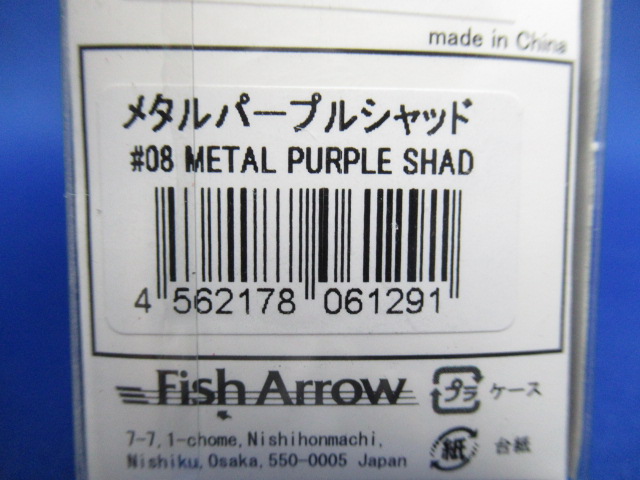 made in China
メタルパープルシャッド
#08 METAL PURPLE SHAD
4 562178 061291
Fish Arrow
プラ ケース
7-7,1-chome,Nishihonmachi,
紙 台紙
Nishiku,Osaka,550-0005 Japan